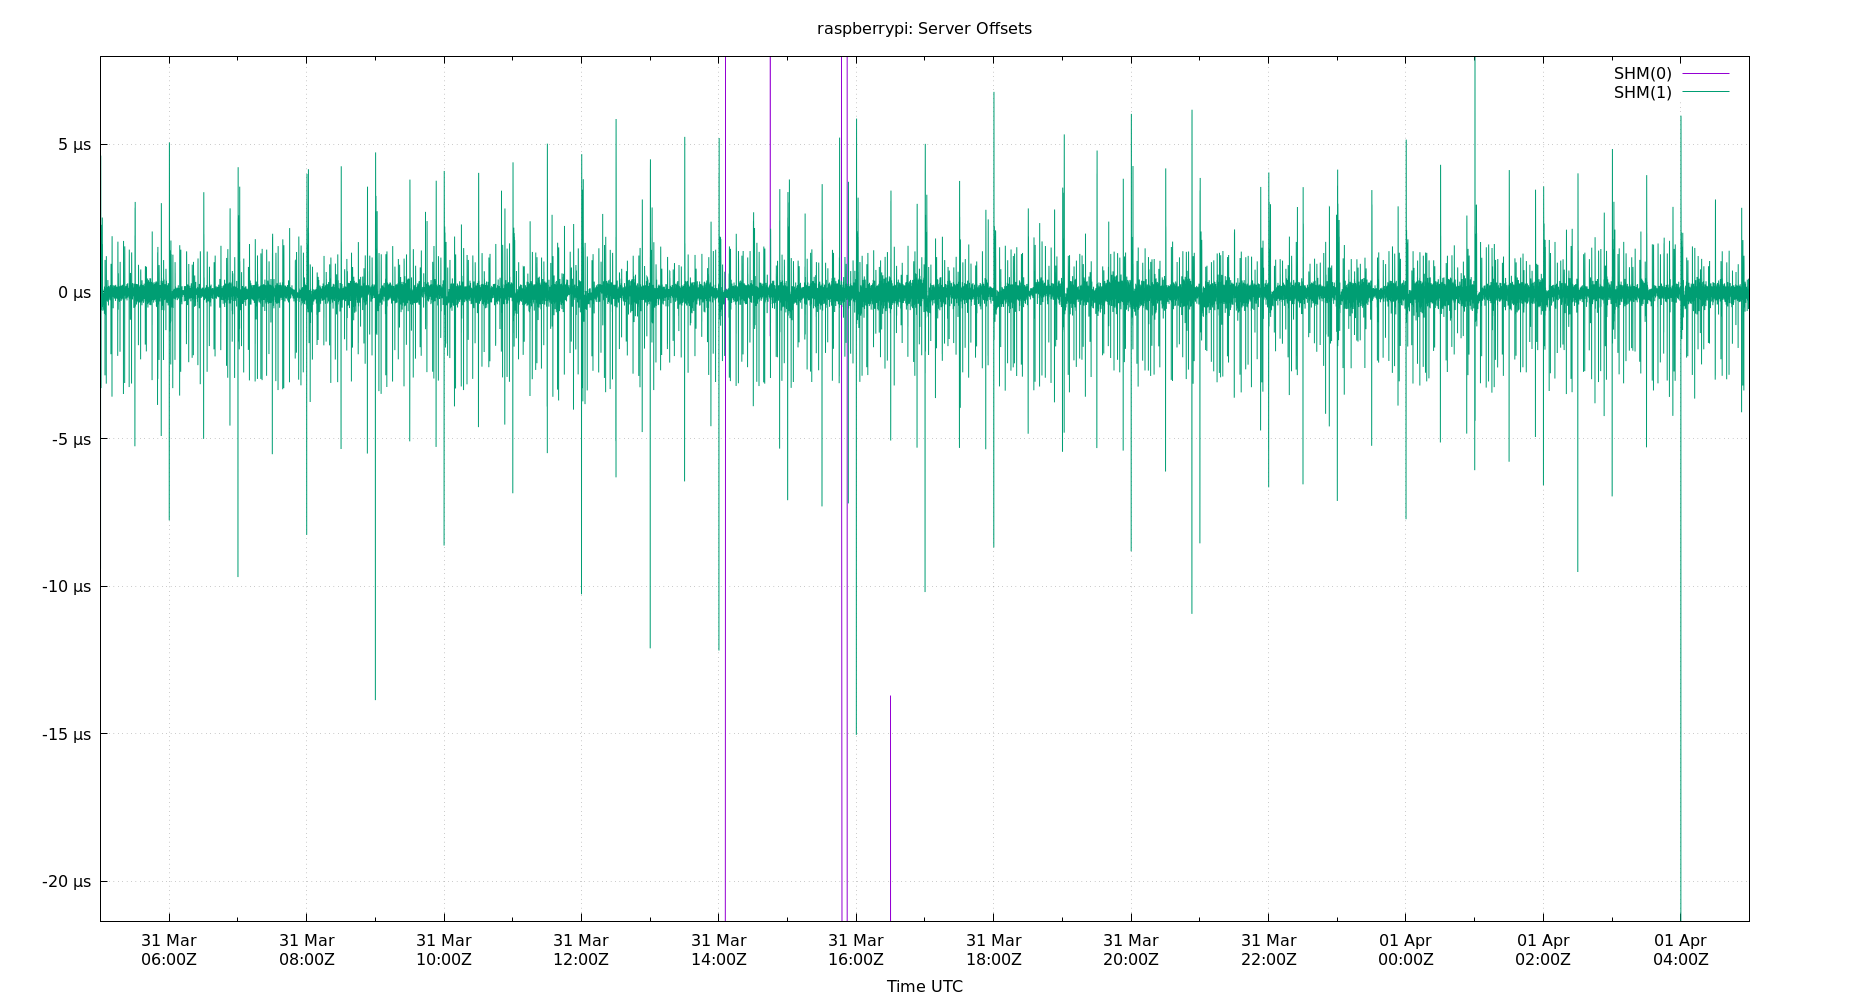 raspberrypi: Server Offsets
SHM(0)
SHM(1)
5 µs
0 µs
-5 µs
-10 µs
-15 µs
-20 µs
31 Mar 31 Mar 31 Mar 31 Mar 31 Mar 31 Mar 31 Mar 31 Mar 31 Mar 01 Apr 01 Apr 01 Apr
06:00Z 08:00Z 10:00Z 12:00Z 14:00Z 16:00Z 18:00Z 20:00Z 22:00Z 00:00Z 02:00Z 04:00Z
Time UTC